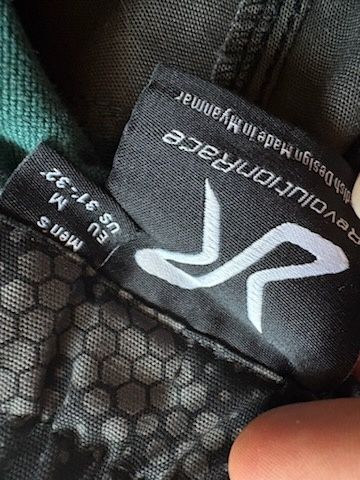 RevolutionRace
dish Design Made in Myanmar
Men's
EU M
US 31'-32'